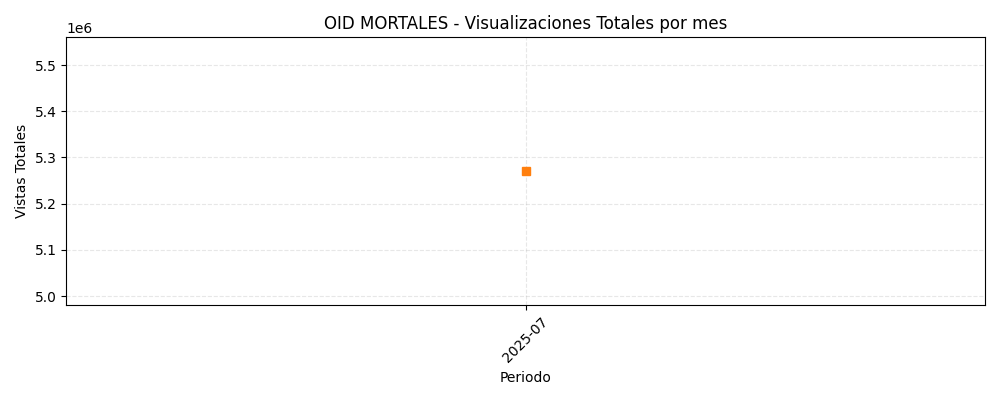 OID MORTALES - Visualizaciones Totales por mes
1e6
5.5
5.4
5.3
5.2
5.1
5.0
Vistas Totales
2025-07
Periodo